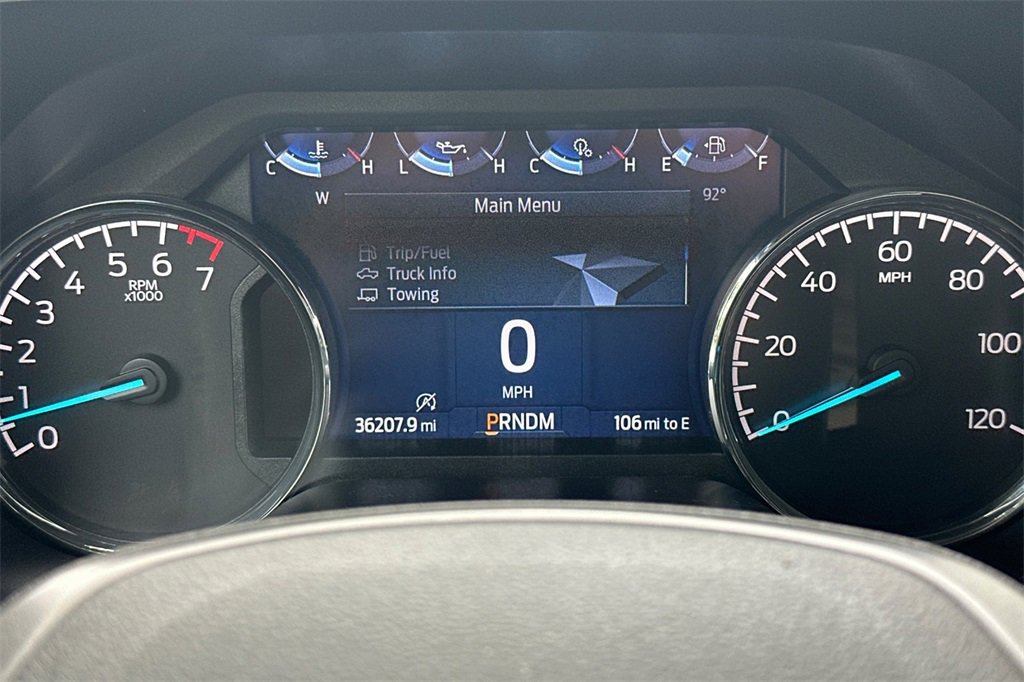 C H L H C H E F
W Main Menu 92°
Trip/Fuel
Truck Info
Towing
0
MPH
36207.9 mi PRNDM 106 mi to E
0 1 2 3 4 5 6 7
RPM
x1000
0 20 40 60 80 100 120
MPH